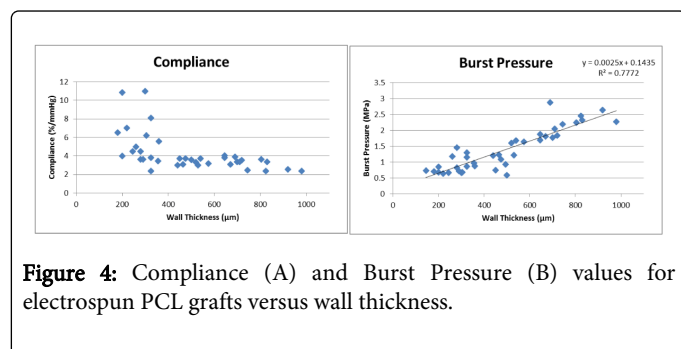 Compliance
Compliance (%/mmHg)
12
10
8
6
4
2
0
0
200
400
600
800
1000
Wall Thickness (µm)
Burst Pressure
y = 0.0025x + 0.1435
R² = 0.7772
Burst Pressure (MPa)
3.5
3
2.5
2
1.5
1
0.5
0
0
200
400
600
800
1000
Wall Thickness (µm)
Figure 4: Compliance (A) and Burst Pressure (B) values for
electrospun PCL grafts versus wall thickness.